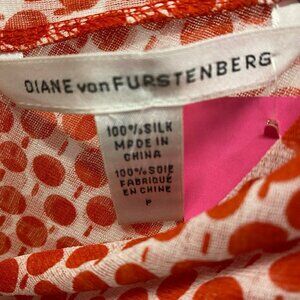 DIANE von FURSTENBERG
100% SILK
MADE IN
CHINA
100% SOIE
FABRIQUÉ
EN CHINE
P